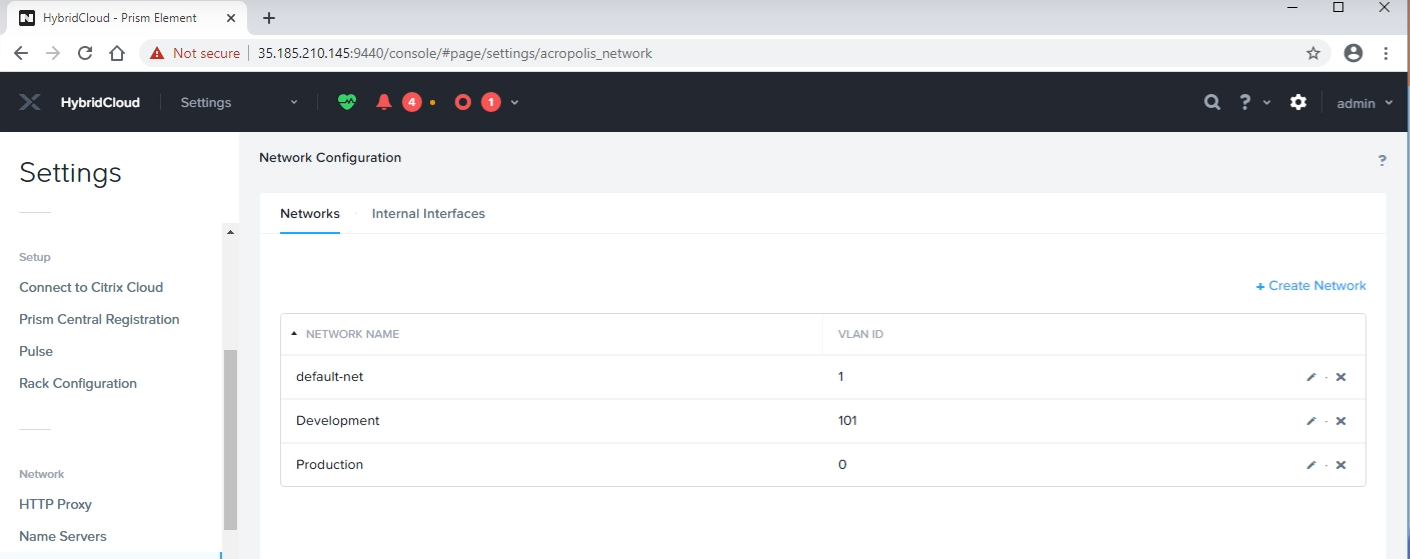 HybridCloud - Prism Element
Not secure | 35.185.210.145:9440/console/#page/settings/acropolis_network
HybridCloud Settings 4 1 ? admin
Settings
Setup
Connect to Citrix Cloud
Prism Central Registration
Pulse
Rack Configuration
Network
HTTP Proxy
Name Servers
Network Configuration ?
Networks · Internal Interfaces
+ Create Network
NETWORK NAME VLAN ID
default-net 1
Development 101
Production 0